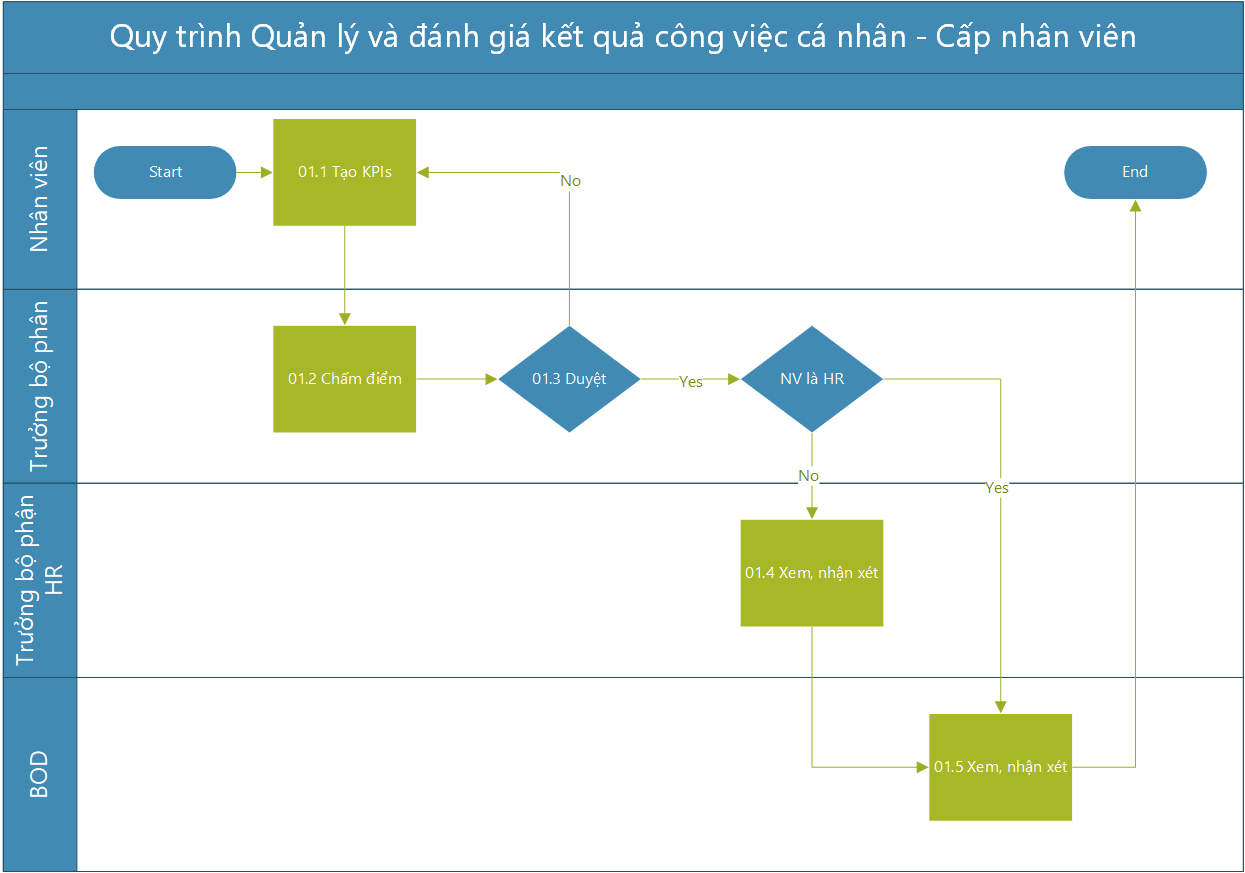 Quy trình Quản lý và đánh giá kết quả công việc cá nhân - Cấp nhân viên
Nhân viên
Start
01.1 Tạo KPIs
No
End
Trưởng bộ phân
01.2 Chấm điểm
01.3 Duyệt
Yes
NV là HR
No
Yes
Trưởng bộ phận
HR
01.4 Xem, nhận xét
BOD
01.5 Xem, nhận xét